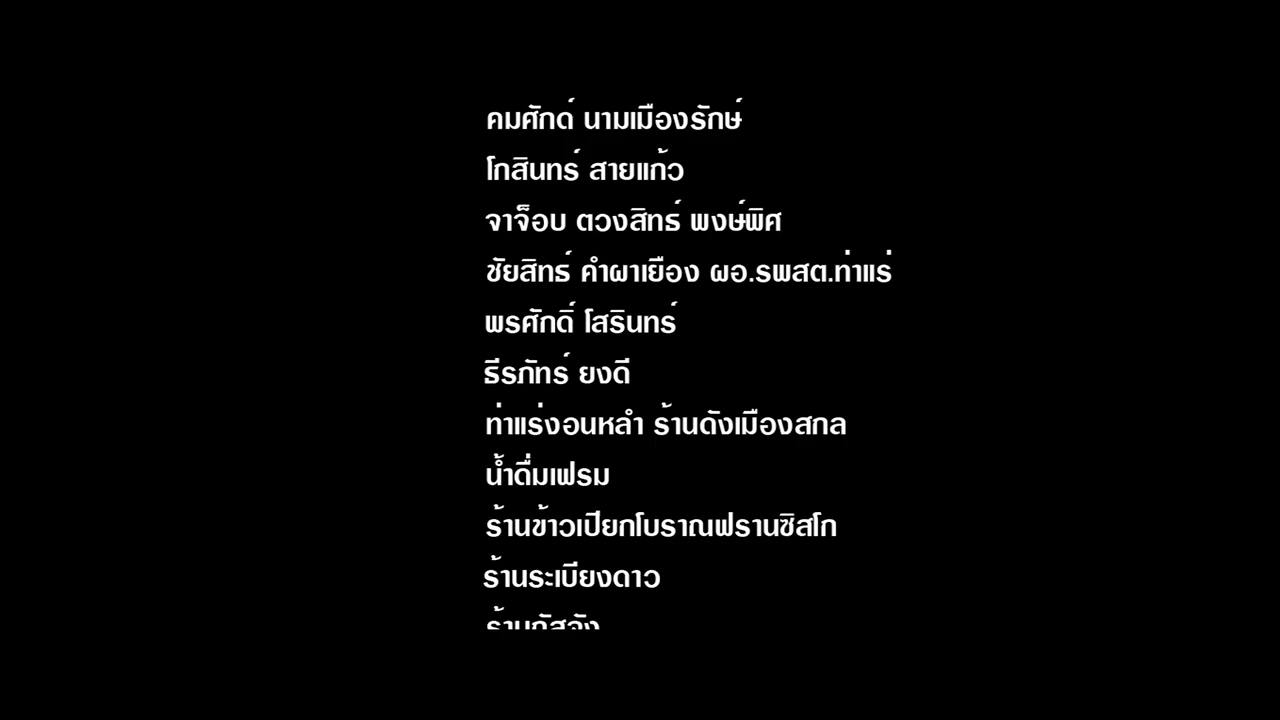 คมศักด์ นามเมืองรักษ์
โกสินทร์ สายแก้ว
จาจ็อบ ตวงสิทธ์ พงษ์พิศ
ชัยสิทธ์ คำผาเยือง ผอ.รพสต.ท่าแร่
พรศักดิ์ โสรินทร์
ธีรภัทร์ ยงดี
ท่าแร่งอนหลำ ร้านดังเมืองสกล
น้ำดื่มเฟรม
ร้านข้าวเปียกโบราณฟรานซิสโก
ร้านระเบียงดาว